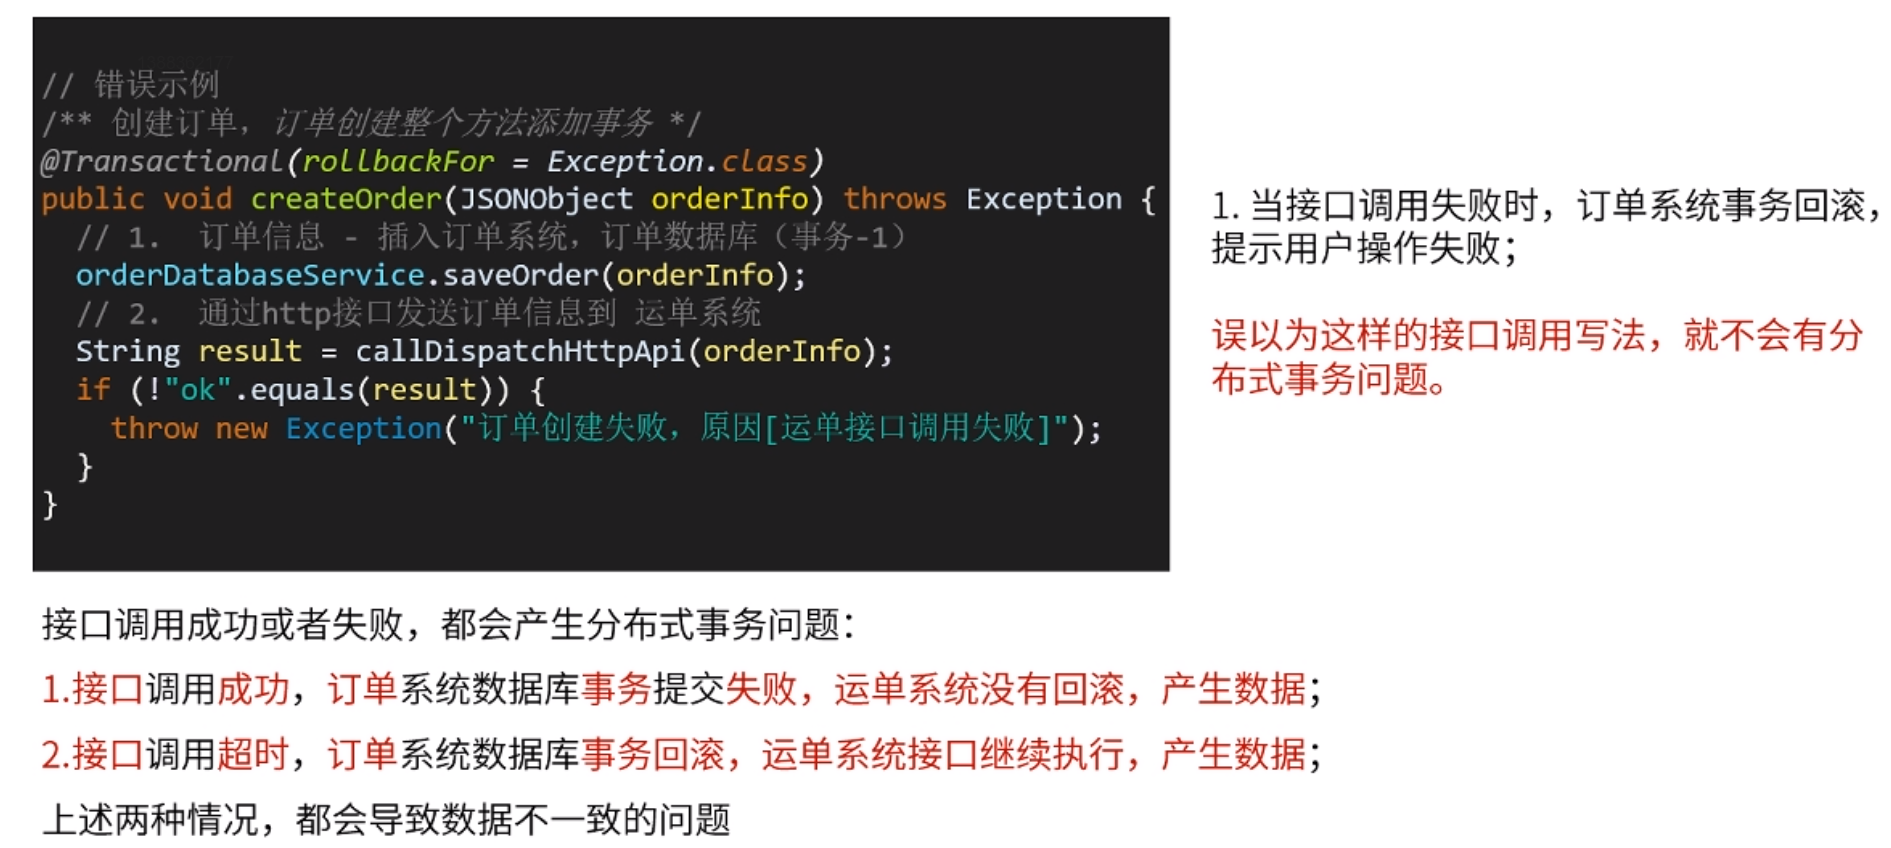 // 错误示例
/** 创建订单，订单创建整个方法添加事务 */
@Transactional(rollbackFor = Exception.class)
public void createOrder(JSONObject orderInfo) throws Exception {
  // 1.  订单信息 - 插入订单系统，订单数据库（事务-1）
  orderDatabaseService.saveOrder(orderInfo);
  // 2.  通过http接口发送订单信息到 运单系统
  String result = callDispatchHttpApi(orderInfo);
  if (!"ok".equals(result)) {
    throw new Exception("订单创建失败，原因[运单接口调用失败]");
  }
}
1. 当接口调用失败时，订单系统事务回滚，
提示用户操作失败；
误以为这样的接口调用写法，就不会有分
布式事务问题。
接口调用成功或者失败，都会产生分布式事务问题：
1.接口调用成功，订单系统数据库事务提交失败，运单系统没有回滚，产生数据；
2.接口调用超时，订单系统数据库事务回滚，运单系统接口继续执行，产生数据；
上述两种情况，都会导致数据不一致的问题